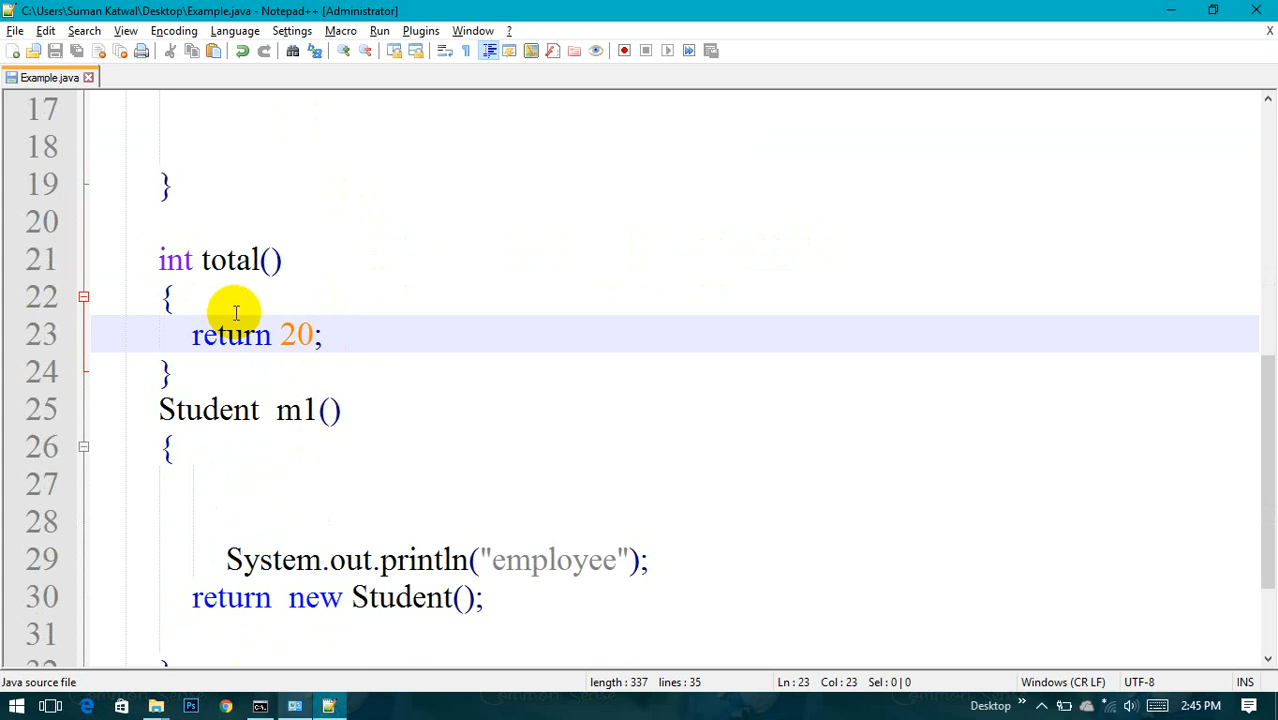 C:\Users\Suman Katwal\Desktop\Example.java - Notepad++ [Administrator]
File Edit Search View Encoding Language Settings Macro Run Plugins Window ? X
Example.java
17
18
19 }
20
21 int total()
22 {
23 return 20;
24 }
25 Student m1()
26 {
27
28
29 System.out.println("employee");
30 return new Student();
31
32 }
Java source file length : 337 lines : 35 Ln : 23 Col : 23 Sel : 0 | 0 Windows (CR LF) UTF-8 INS
Desktop 2:45 PM